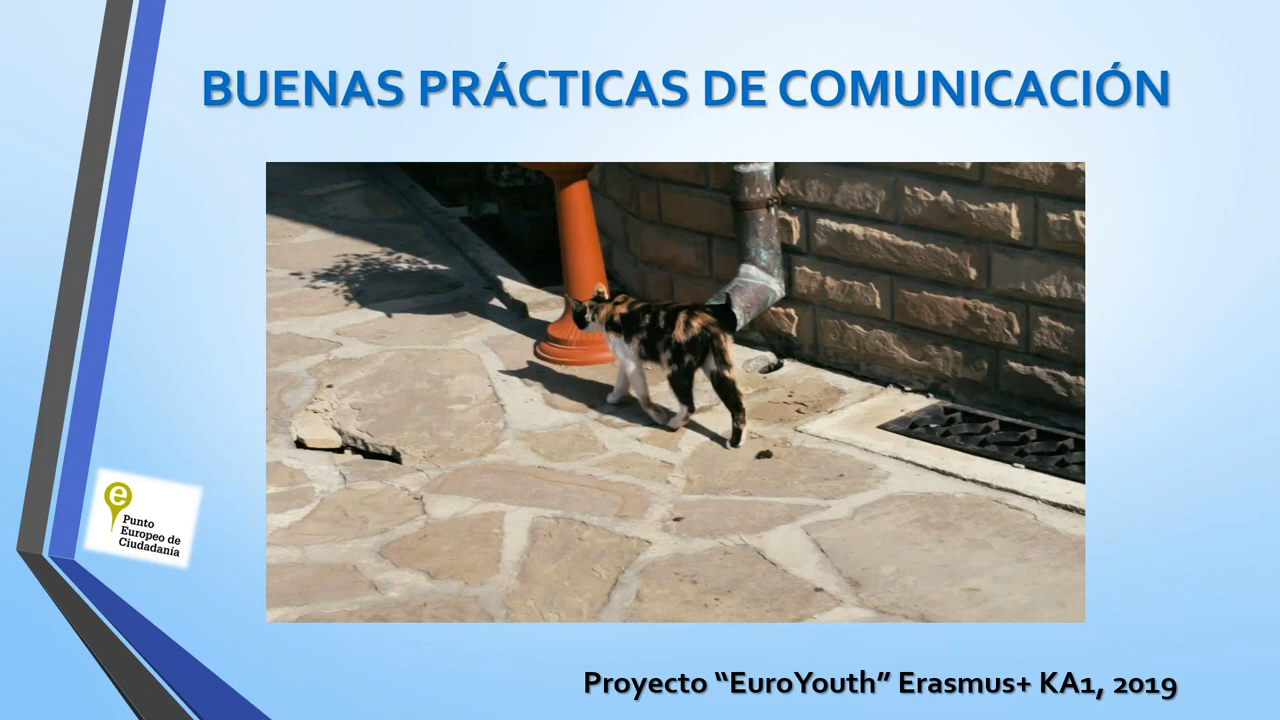 BUENAS PRÁCTICAS DE COMUNICACIÓN
e
Punto
Europeo de
Ciudadanía
Proyecto “EuroYouth” Erasmus+ KA1, 2019